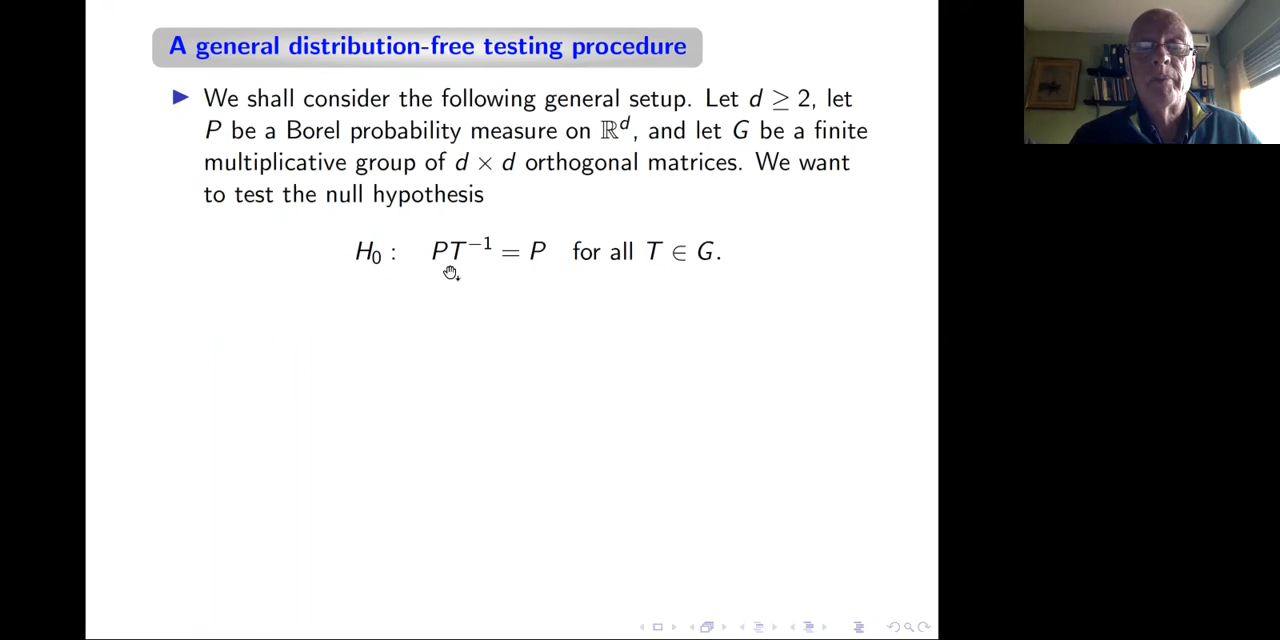 A general distribution-free testing procedure
We shall consider the following general setup. Let d ≥ 2, let
P be a Borel probability measure on ℝᵈ, and let G be a finite
multiplicative group of d × d orthogonal matrices. We want
to test the null hypothesis
H₀ : PT⁻¹ = P for all T ∈ G.